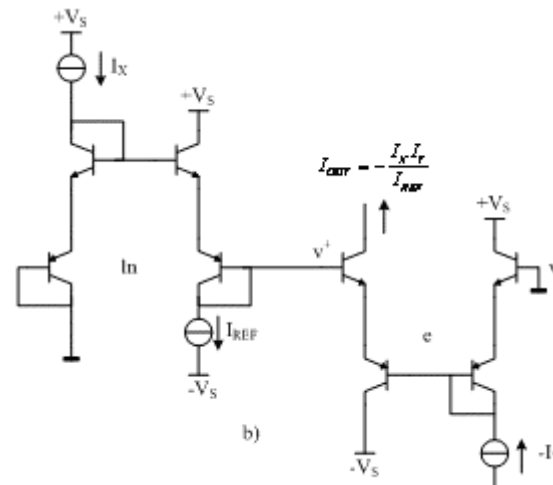 +V_S
I_X
+V_S
I_OUT = - I_X I_Y / I_REF
+V_S
v⁺
v
ln
e
I_REF
-V_S
b)
-V_S
-I